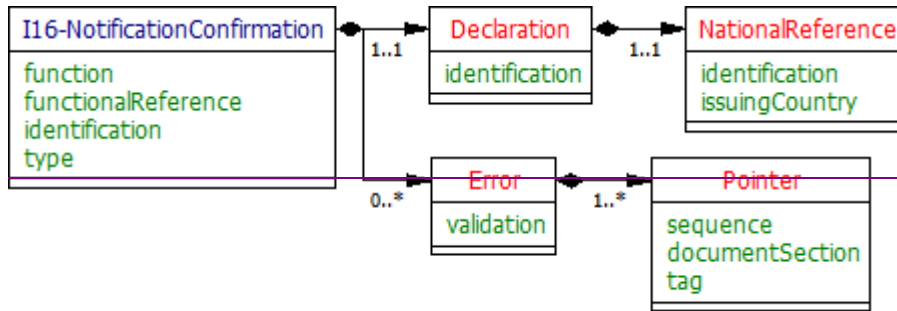 I16-NotificationConfirmation
function
functionalReference
identification
type
1..1
Declaration
identification
1..1
NationalReference
identification
issuingCountry
0..*
Error
validation
1..*
Pointer
sequence
documentSection
tag